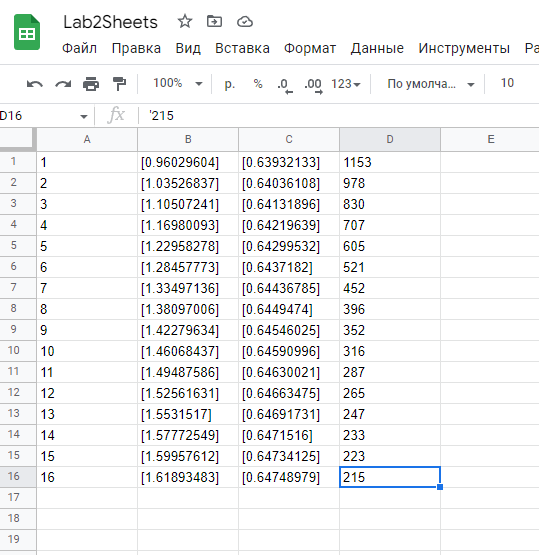 Lab2Sheets
Файл Правка Вид Вставка Формат Данные Инструменты Ра
100% р. % .0 .00 123 По умолча... 10
D16 fx '215
A B C D E
1 1 [0.96029604] [0.63932133] 1153
2 2 [1.03526837] [0.64036108] 978
3 3 [1.10507241] [0.64131896] 830
4 4 [1.16980093] [0.64219639] 707
5 5 [1.22958278] [0.64299532] 605
6 6 [1.28457773] [0.6437182] 521
7 7 [1.33497136] [0.64436785] 452
8 8 [1.38097006] [0.6449474] 396
9 9 [1.42279634] [0.64546025] 352
10 10 [1.46068437] [0.64590996] 316
11 11 [1.49487586] [0.64630021] 287
12 12 [1.52561631] [0.64663475] 265
13 13 [1.5531517] [0.64691731] 247
14 14 [1.57772549] [0.6471516] 233
15 15 [1.59957612] [0.64734125] 223
16 16 [1.61893483] [0.64748979] 215
17
18
19